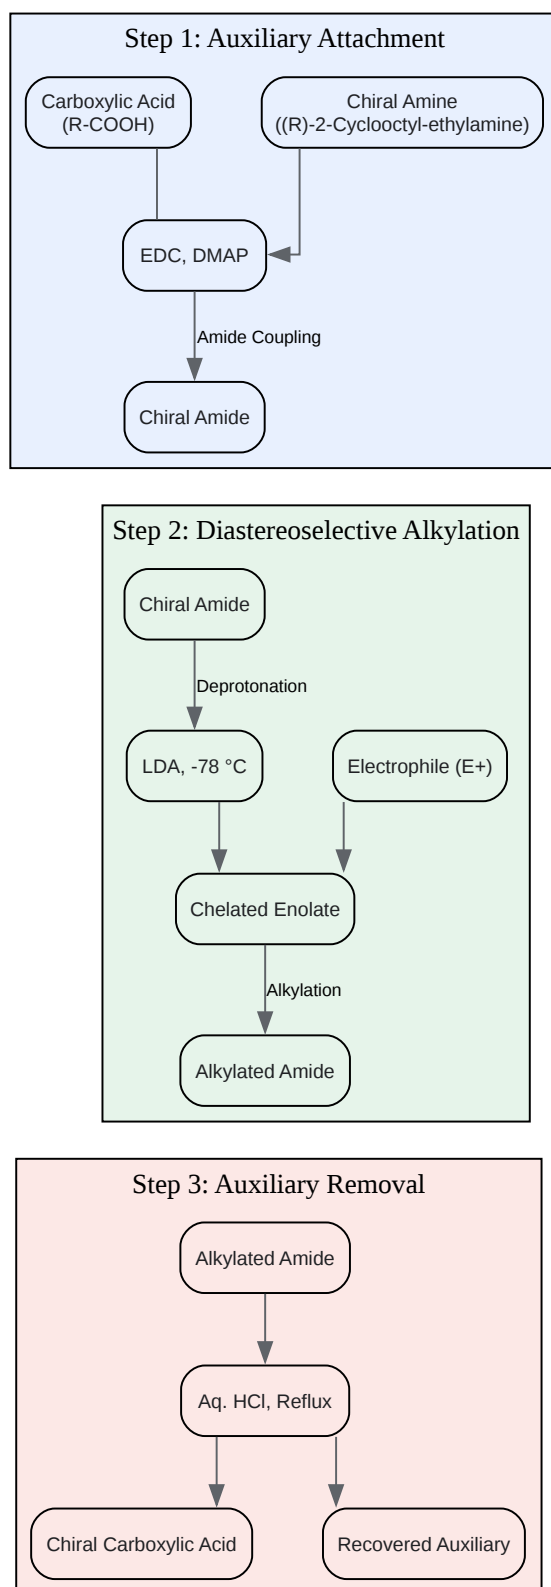 Step 1: Auxiliary Attachment
Carboxylic Acid
(R-COOH)
Chiral Amine
((R)-2-Cyclooctyl-ethylamine)
EDC, DMAP
Amide Coupling
Chiral Amide
Step 2: Diastereoselective Alkylation
Chiral Amide
Deprotonation
LDA, -78 °C
Electrophile (E+)
Chelated Enolate
Alkylation
Alkylated Amide
Step 3: Auxiliary Removal
Alkylated Amide
Aq. HCl, Reflux
Chiral Carboxylic Acid
Recovered Auxiliary